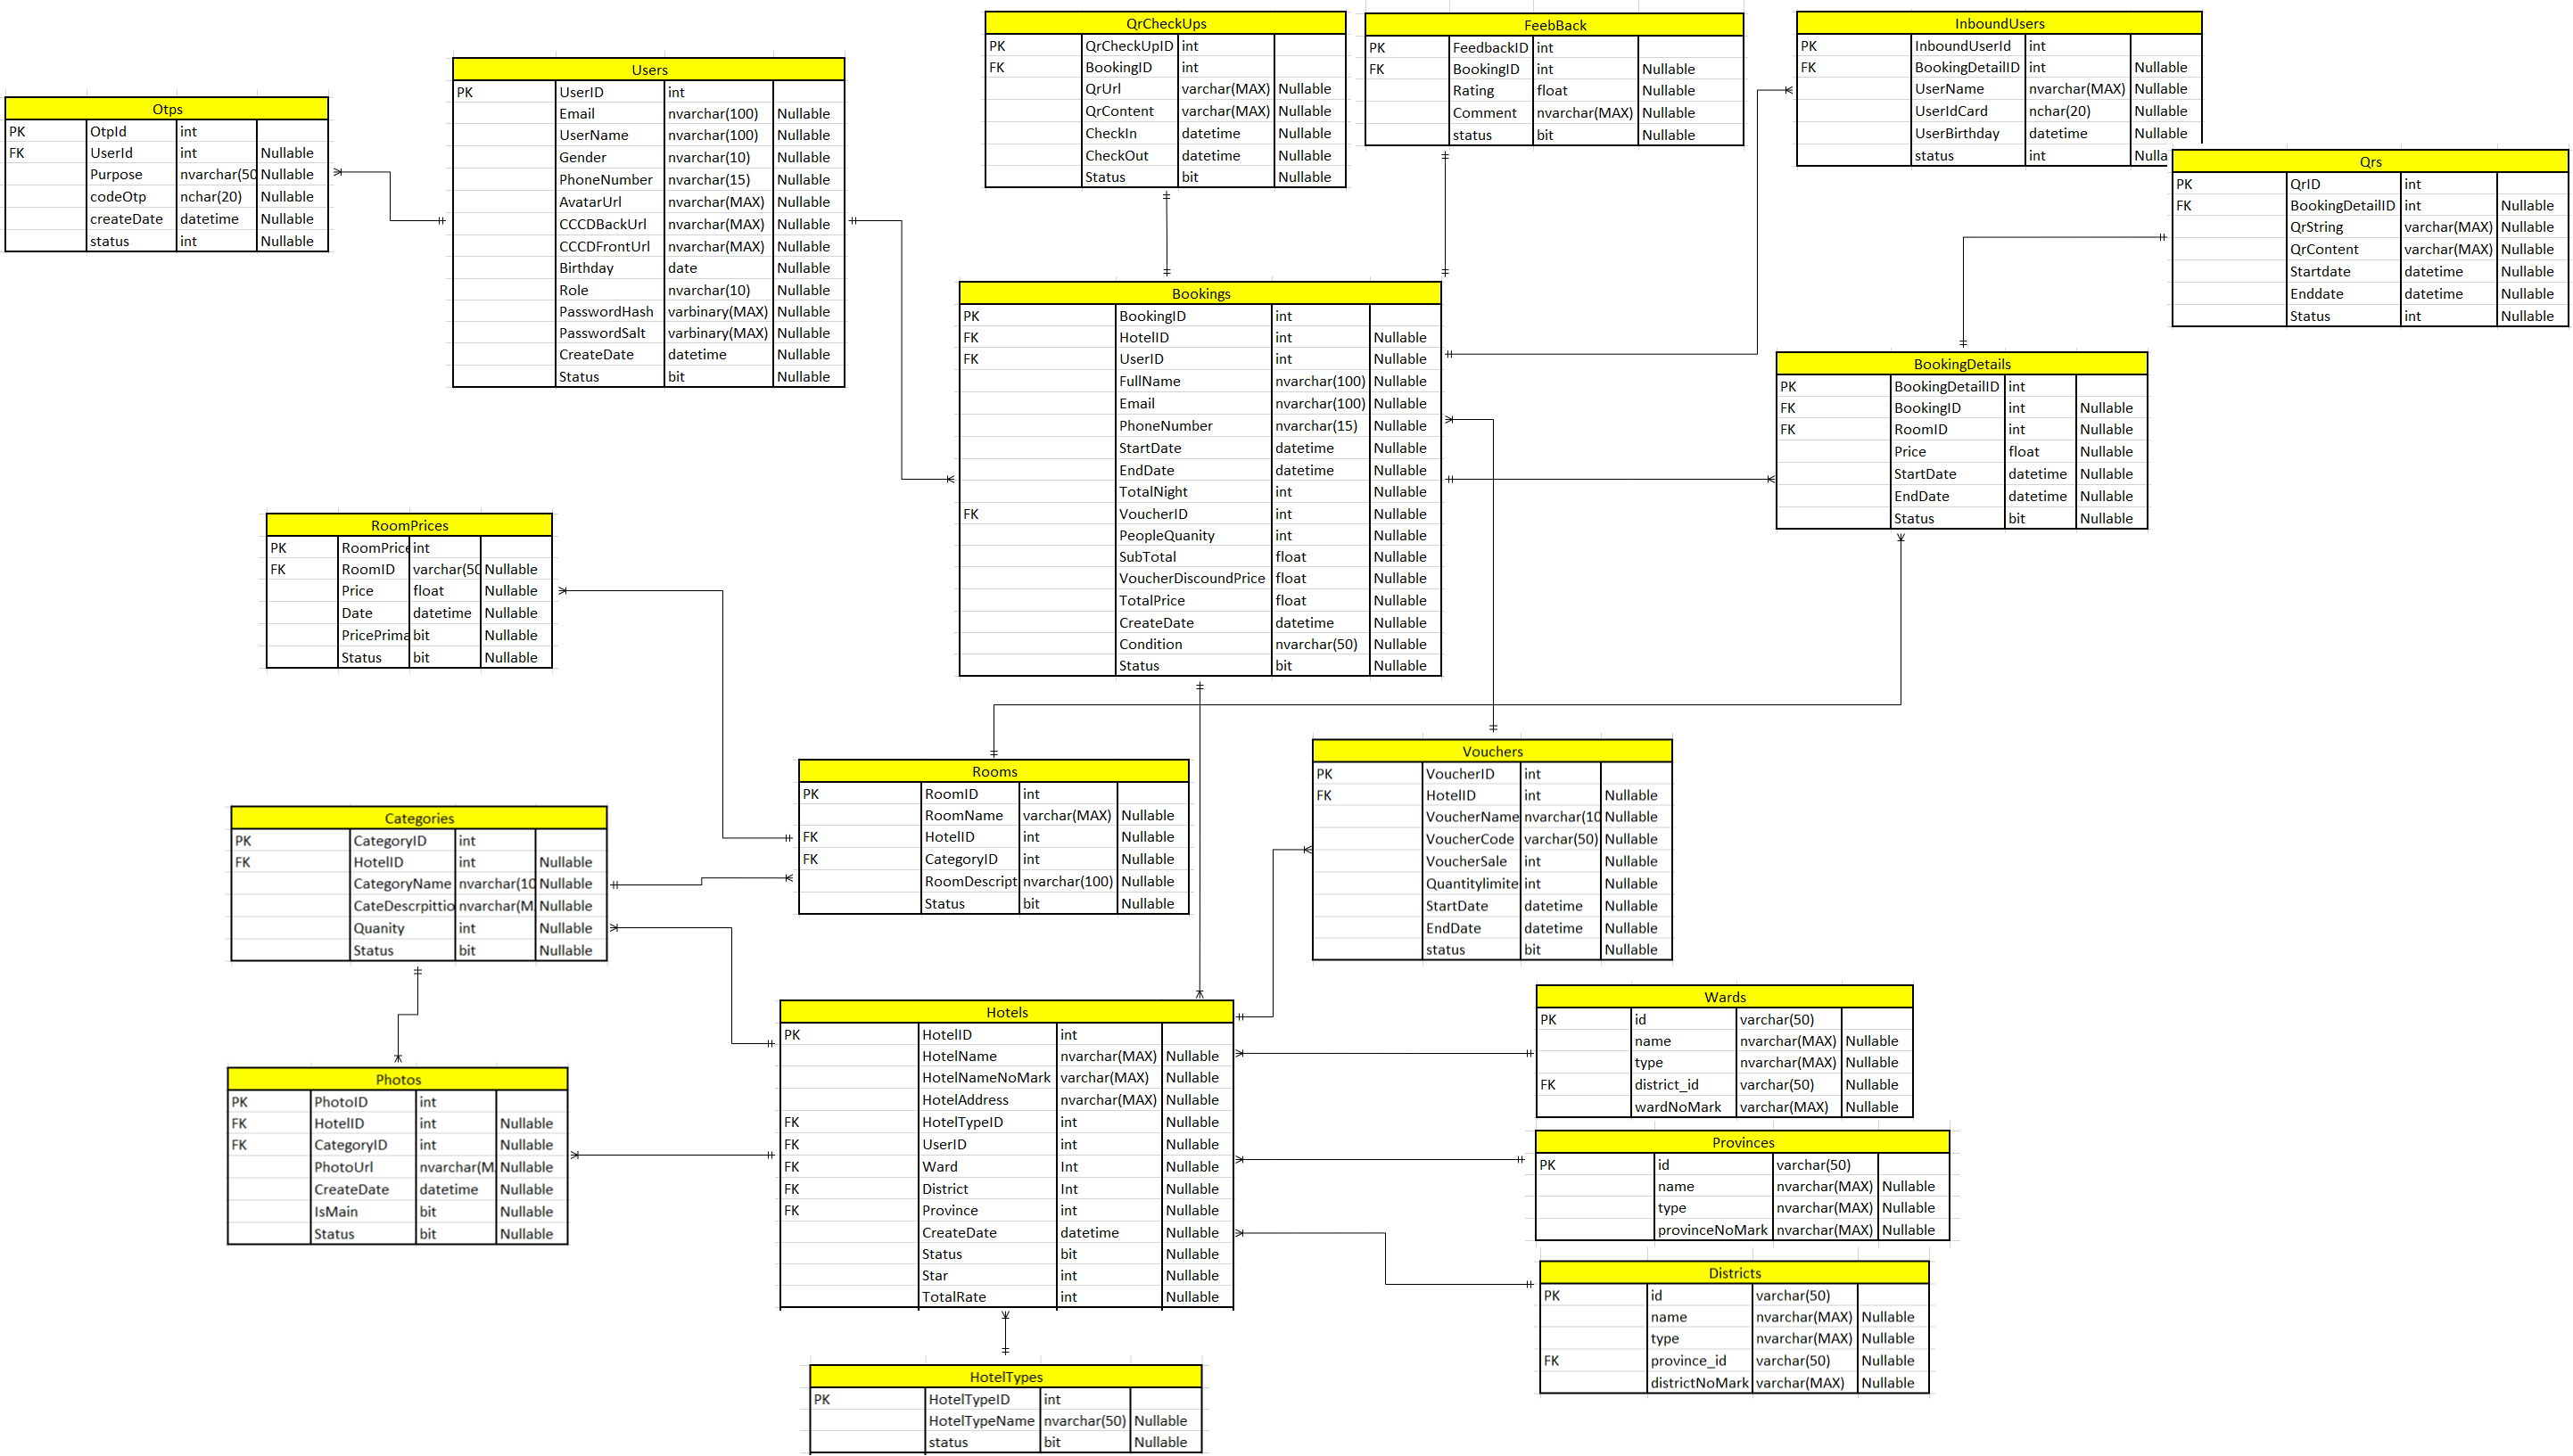 QrCheckUps
PK QrCheckUpID int
FK BookingID int
QrUrl varchar(MAX) Nullable
QrContent varchar(MAX) Nullable
CheckIn datetime Nullable
CheckOut datetime Nullable
Status bit Nullable
FeebBack
PK FeedbackID int
FK BookingID int Nullable
Rating float Nullable
Comment nvarchar(MAX) Nullable
status bit Nullable
InboundUsers
PK InboundUserId int
FK BookingDetailID int Nullable
UserName nvarchar(MAX) Nullable
UserIdCard nchar(20) Nullable
UserBirthday datetime Nullable
status int Nulla
Users
PK UserID int
Email nvarchar(100) Nullable
UserName nvarchar(100) Nullable
Gender nvarchar(10) Nullable
PhoneNumber nvarchar(15) Nullable
AvatarUrl nvarchar(MAX) Nullable
CCCDBackUrl nvarchar(MAX) Nullable
CCCDFrontUrl nvarchar(MAX) Nullable
Birthday date Nullable
Role nvarchar(10) Nullable
PasswordHash varbinary(MAX) Nullable
PasswordSalt varbinary(MAX) Nullable
CreateDate datetime Nullable
Status bit Nullable
Otps
PK OtpId int
FK UserId int Nullable
Purpose nvarchar(50 Nullable
codeOtp nchar(20) Nullable
createDate datetime Nullable
status int Nullable
Qrs
PK QrID int
FK BookingDetailID int Nullable
QrString varchar(MAX) Nullable
QrContent varchar(MAX) Nullable
Startdate datetime Nullable
Enddate datetime Nullable
Status int Nullable
Bookings
PK BookingID int
FK HotelID int Nullable
FK UserID int Nullable
FullName nvarchar(100) Nullable
Email nvarchar(100) Nullable
PhoneNumber nvarchar(15) Nullable
StartDate datetime Nullable
EndDate datetime Nullable
TotalNight int Nullable
FK VoucherID int Nullable
PeopleQuanity int Nullable
SubTotal float Nullable
VoucherDiscoundPrice float Nullable
TotalPrice float Nullable
CreateDate datetime Nullable
Condition nvarchar(50) Nullable
Status bit Nullable
BookingDetails
PK BookingDetailID int
FK BookingID int Nullable
FK RoomID int Nullable
Price float Nullable
StartDate datetime Nullable
EndDate datetime Nullable
Status bit Nullable
RoomPrices
PK RoomPrice int
FK RoomID varchar(50 Nullable
Price float Nullable
Date datetime Nullable
PricePrima bit Nullable
Status bit Nullable
Rooms
PK RoomID int
RoomName varchar(MAX) Nullable
FK HotelID int Nullable
FK CategoryID int Nullable
RoomDescript nvarchar(100) Nullable
Status bit Nullable
Vouchers
PK VoucherID int
FK HotelID int Nullable
VoucherName nvarchar(10 Nullable
VoucherCode varchar(50) Nullable
VoucherSale int Nullable
Quantitylimite int Nullable
StartDate datetime Nullable
EndDate datetime Nullable
status bit Nullable
Categories
PK CategoryID int
FK HotelID int Nullable
CategoryName nvarchar(10 Nullable
CateDescrpittio nvarchar(M Nullable
Quanity int Nullable
Status bit Nullable
Photos
PK PhotoID int
FK HotelID int Nullable
FK CategoryID int Nullable
PhotoUrl nvarchar(M Nullable
CreateDate datetime Nullable
IsMain bit Nullable
Status bit Nullable
Hotels
PK HotelID int
HotelName nvarchar(MAX) Nullable
HotelNameNoMark varchar(MAX) Nullable
HotelAddress nvarchar(MAX) Nullable
FK HotelTypeID int Nullable
FK UserID int Nullable
FK Ward Int Nullable
FK District Int Nullable
FK Province int Nullable
CreateDate datetime Nullable
Status bit Nullable
Star int Nullable
TotalRate int Nullable
Wards
PK id varchar(50)
name nvarchar(MAX) Nullable
type nvarchar(MAX) Nullable
FK district_id varchar(50) Nullable
wardNoMark varchar(MAX) Nullable
Provinces
PK id varchar(50)
name nvarchar(MAX) Nullable
type nvarchar(MAX) Nullable
provinceNoMark nvarchar(MAX) Nullable
Districts
PK id varchar(50)
name nvarchar(MAX) Nullable
type nvarchar(MAX) Nullable
FK province_id varchar(50) Nullable
districtNoMark varchar(MAX) Nullable
HotelTypes
PK HotelTypeID int
HotelTypeName nvarchar(50) Nullable
status bit Nullable